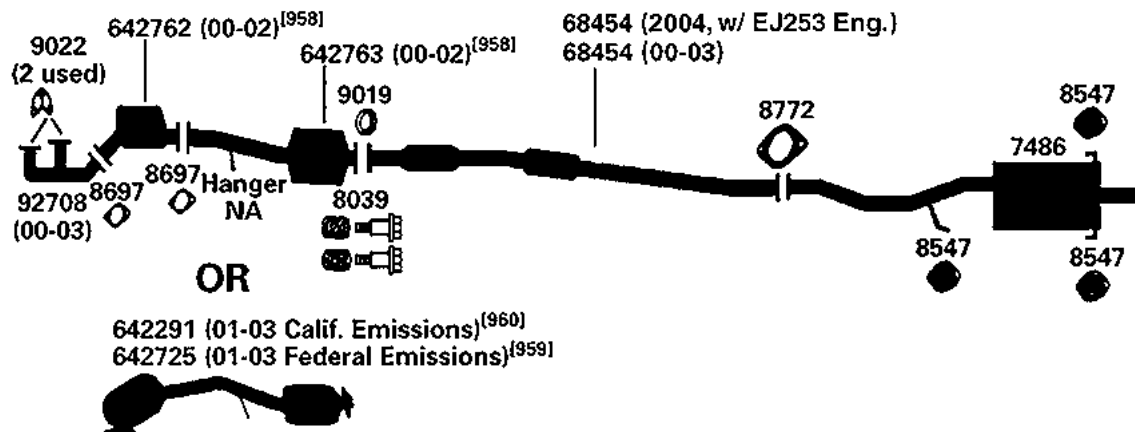 642762 (00-02)[958]
9022
(2 used)
642763 (00-02)[958]
68454 (2004, w/ EJ253 Eng.)
68454 (00-03)
9019
8772
8547
7486
92708
(00-03)
8697
8697
Hanger
NA
8039
8547
8547
OR
642291 (01-03 Calif. Emissions)[960]
642725 (01-03 Federal Emissions)[959]